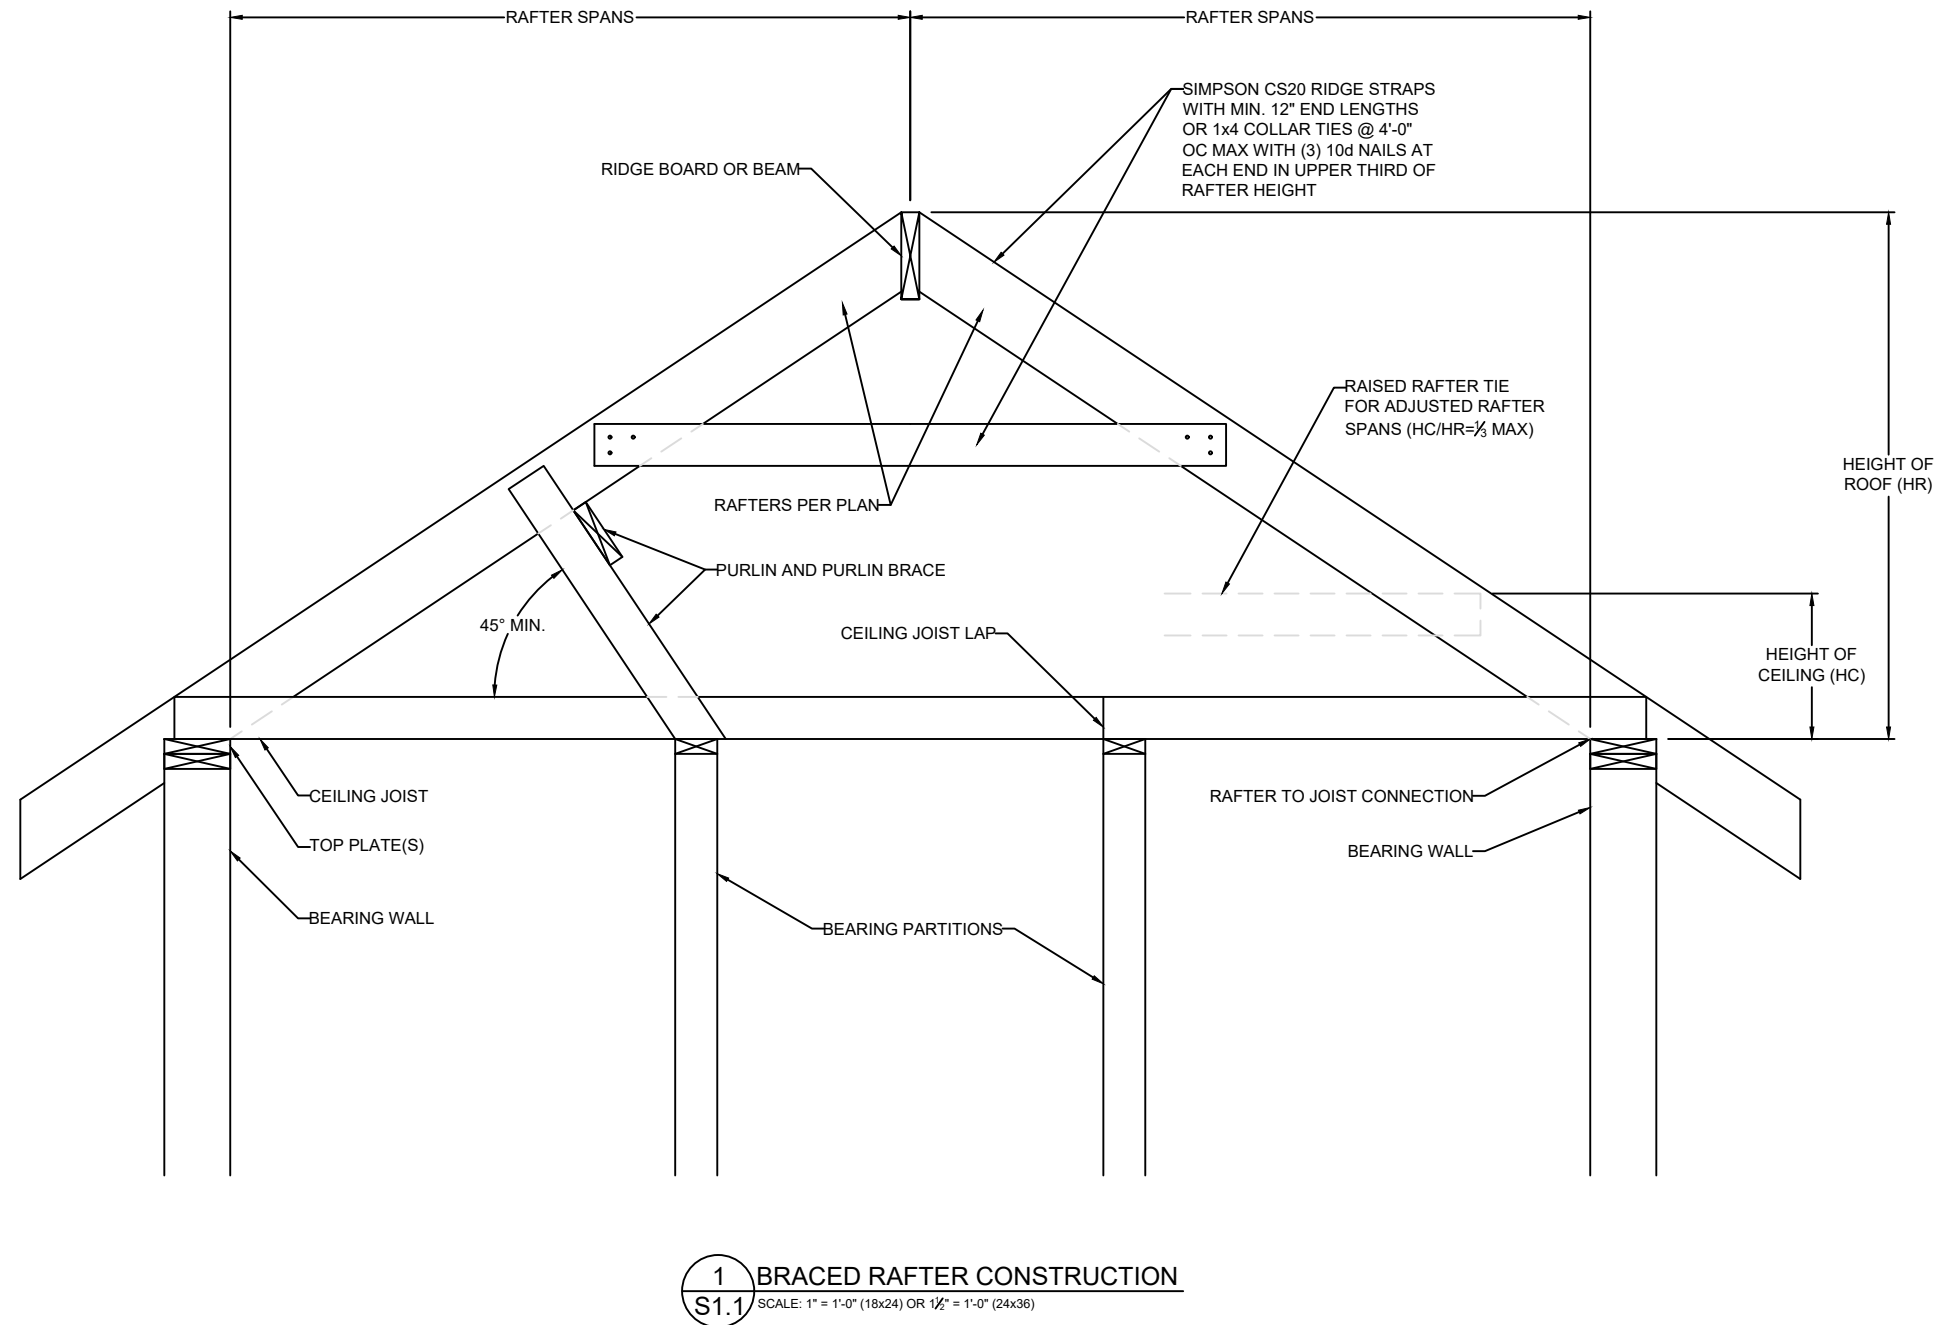 RAFTER SPANS
RAFTER SPANS
SIMPSON CS20 RIDGE STRAPS
WITH MIN. 12" END LENGTHS
OR 1x4 COLLAR TIES @ 4'-0"
OC MAX WITH (3) 10d NAILS AT
EACH END IN UPPER THIRD OF
RAFTER HEIGHT
RIDGE BOARD OR BEAM
RAISED RAFTER TIE
FOR ADJUSTED RAFTER
SPANS (HC/HR=⅓ MAX)
HEIGHT OF
ROOF (HR)
RAFTERS PER PLAN
PURLIN AND PURLIN BRACE
45° MIN.
CEILING JOIST LAP
HEIGHT OF
CEILING (HC)
CEILING JOIST
RAFTER TO JOIST CONNECTION
TOP PLATE(S)
BEARING WALL
BEARING WALL
BEARING PARTITIONS
1
BRACED RAFTER CONSTRUCTION
S1.1
SCALE: 1" = 1'-0" (18x24) OR 1½" = 1'-0" (24x36)